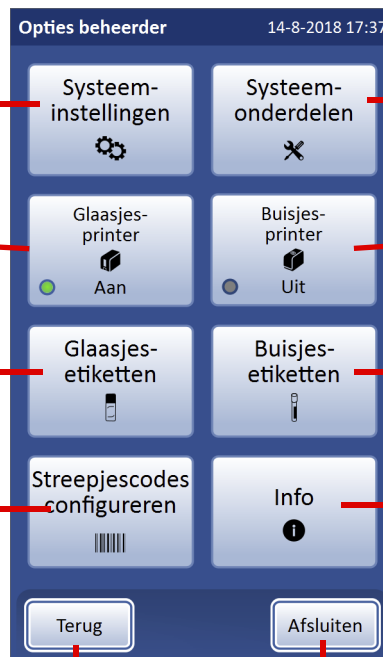 Opties beheerder 14-8-2018 17:37
Systeem-
instellingen
Systeem-
onderdelen
Glaasjes-
printer
Aan
Buisjes-
printer
Uit
Glaasjes-
etiketten
Buisjes-
etiketten
Streepjescodes
configureren
Info
Terug
Afsluiten